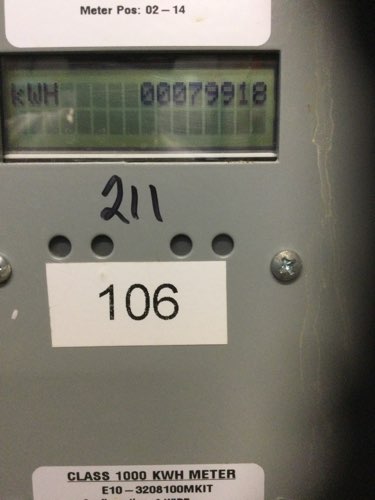 Meter Pos: 02-14
kWH 00079918
211
106
CLASS 1000 KWH METER
E10-3208100MKIT